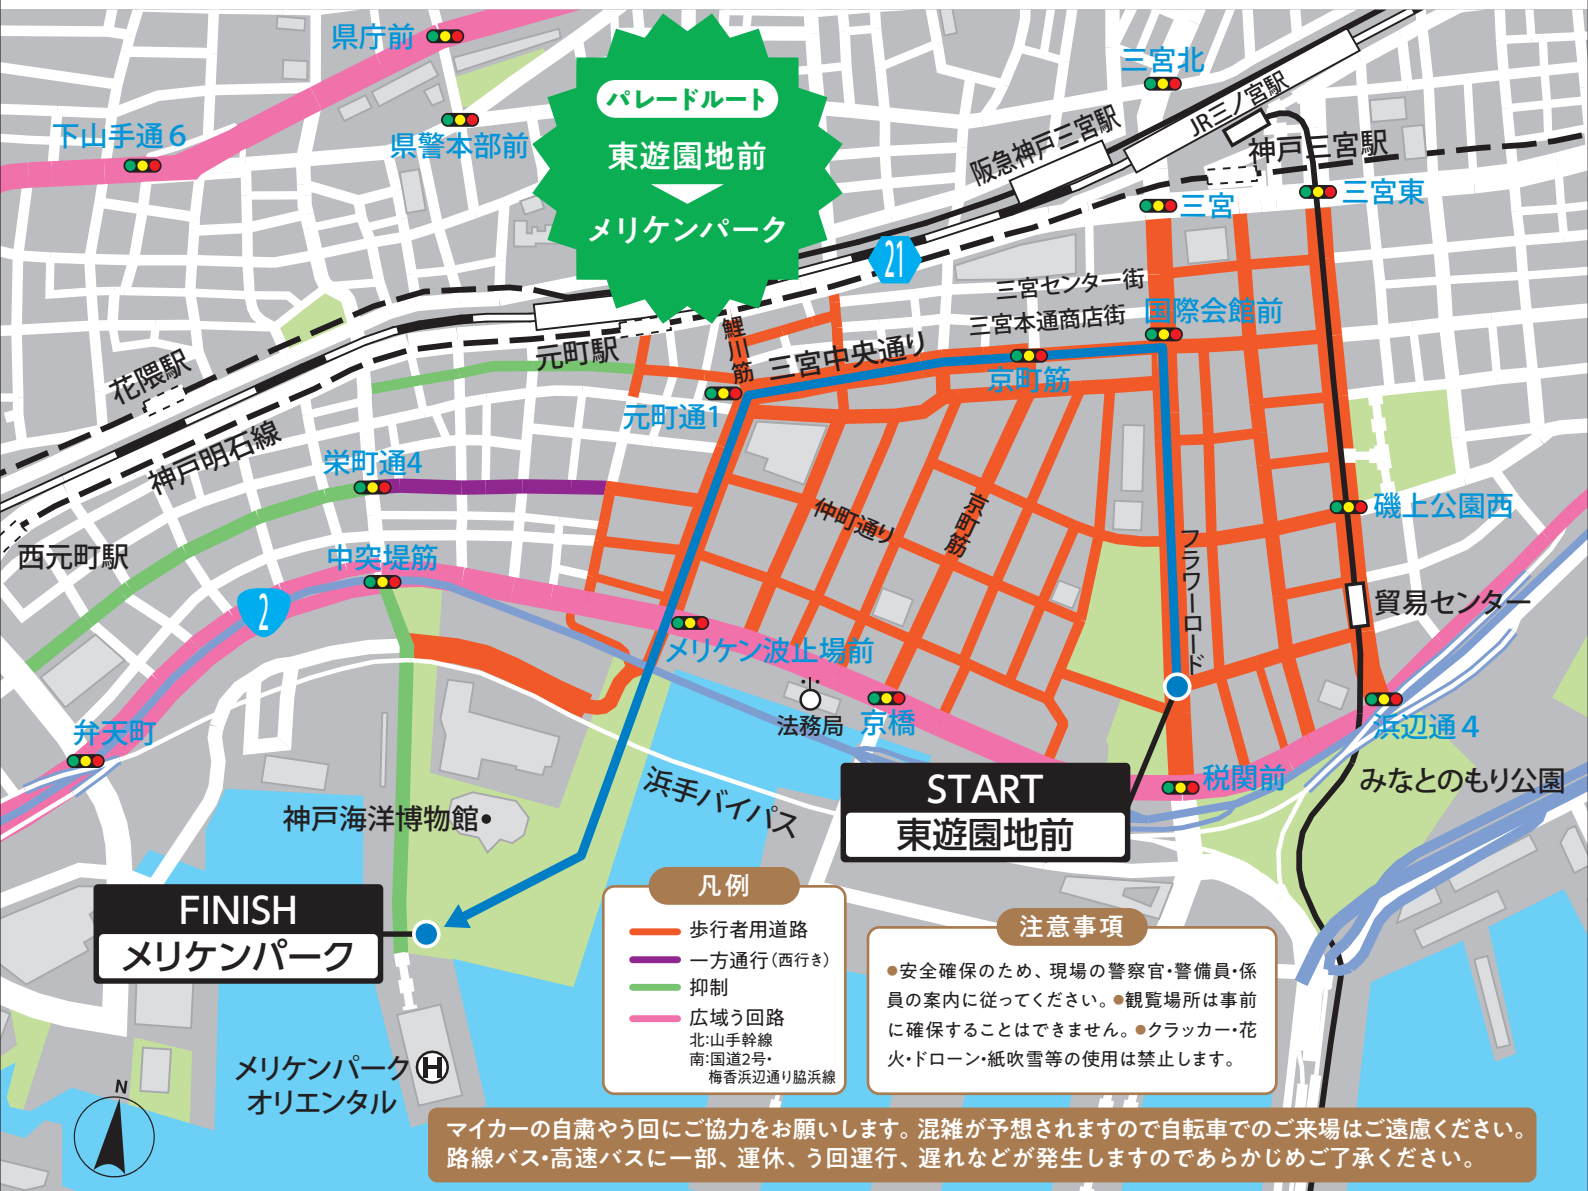 県庁前
下山手通6
県警本部前
パレードルート
東遊園地前
メリケンパーク
三宮北
JR三ノ宮駅
阪急神戸三宮駅
神戸三宮駅
三宮
三宮東
21
三宮センター街
三宮本通商店街
国際会館前
鯉川筋
三宮中央通り
元町駅
京町筋
元町通1
花隈駅
神戸明石線
栄町通4
仲町通り
京町筋
磯上公園西
フラワーロード
西元町駅
中突堤筋
2
貿易センター
メリケン波止場前
法務局
京橋
弁天町
浜辺通4
税関前
みなとのもり公園
浜手バイパス
START
東遊園地前
神戸海洋博物館
FINISH
メリケンパーク
メリケンパーク
オリエンタル
H
N
凡例
歩行者用道路
一方通行(西行き)
抑制
広域う回路
北:山手幹線
南:国道2号・
梅香浜辺通り脇浜線
注意事項
●安全確保のため、現場の警察官・警備員・係
員の案内に従ってください。●観覧場所は事前
に確保することはできません。●クラッカー・花
火・ドローン・紙吹雪等の使用は禁止します。
マイカーの自粛やう回にご協力をお願いします。混雑が予想されますので自転車でのご来場はご遠慮ください。
路線バス・高速バスに一部、運休、う回運行、遅れなどが発生しますのであらかじめご了承ください。